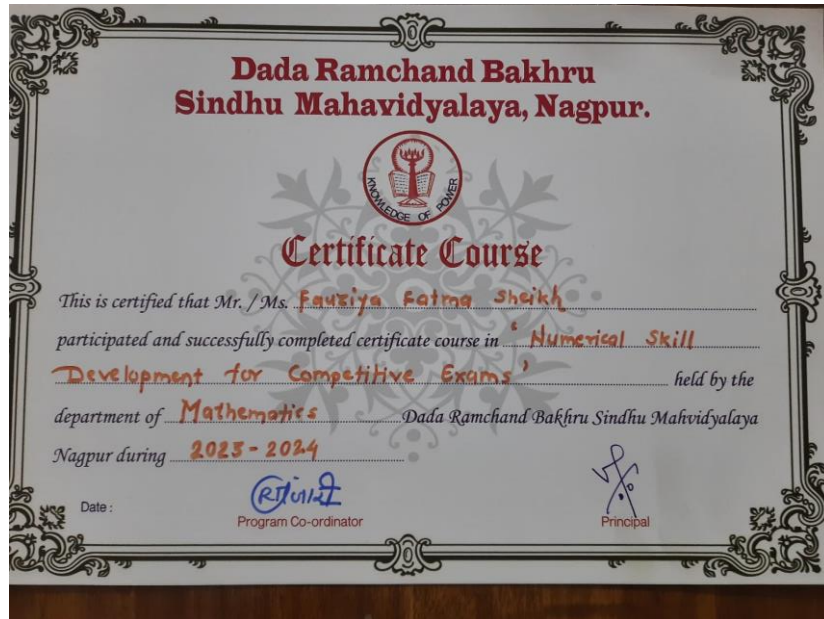 Dada Ramchand Bakhru
Sindhu Mahavidyalaya, Nagpur.
KNOWLEDGE OF POWER
Certificate Course
This is certified that Mr. / Ms. Fauziya Fatma Sheikh
participated and successfully completed certificate course in ' Numerical Skill
Development for Competitive Exams' held by the
department of Mathematics Dada Ramchand Bakhru Sindhu Mahvidyalaya
Nagpur during 2023-2024
Date :
Program Co-ordinator
Principal